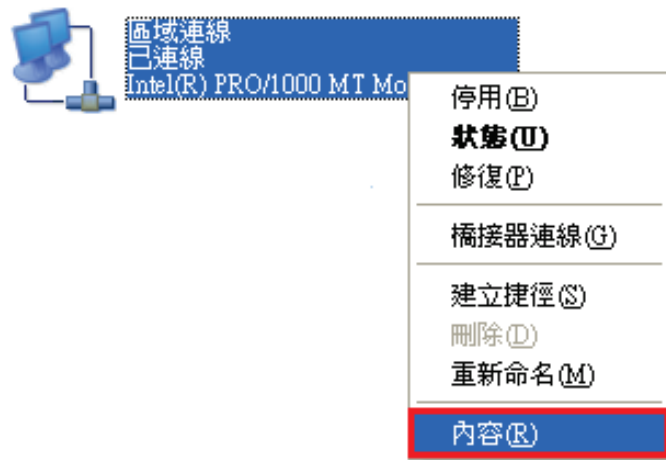 區域連線
已連線
Intel(R) PRO/1000 MT Mo
停用(B)
狀態(U)
修復(P)
橋接器連線(G)
建立捷徑(S)
刪除(D)
重新命名(M)
內容(R)